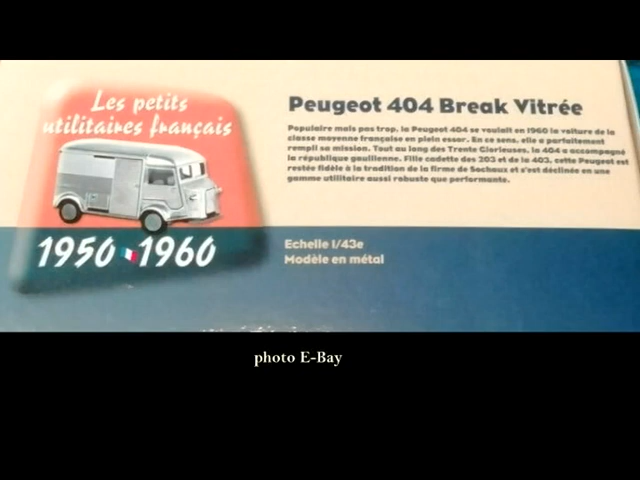 Les petits
utilitaires français
1950 1960
Peugeot 404 Break Vitrée
Populaire mais pas trop, la Peugeot 404 se voulait en 1960 la voiture de la
classe moyenne française en plein essor. En ce sens, elle a parfaitement
rempli sa mission. Tout au long des Trente Glorieuses, la 404 a accompagné
la république gaullienne. Fille cadette des 203 et de la 403, cette Peugeot est
restée fidèle à la tradition de la firme de Sochaux et s'est déclinée en une
gamme utilitaire aussi robuste que performante.
Echelle 1/43e
Modèle en métal
photo E-Bay